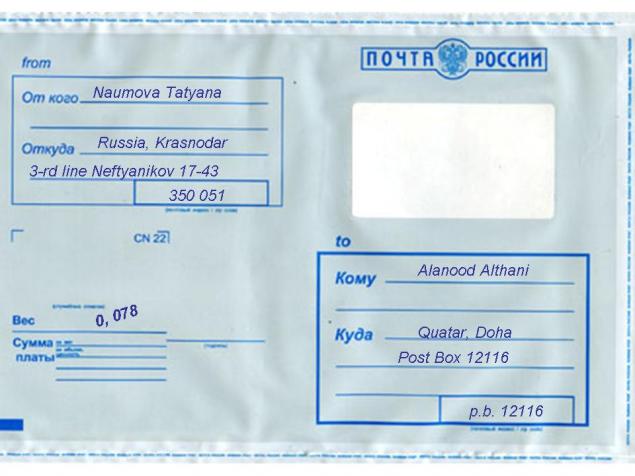 from
От кого Naumova Tatyana
Откуда Russia, Krasnodar
3-rd line Neftyanikov 17-43
350 051
CN 22
Вес 0, 078
Сумма
платы
ПОЧТА РОССИИ
to
Кому Alanood Althani
Куда Quatar, Doha
Post Box 12116
p.b. 12116